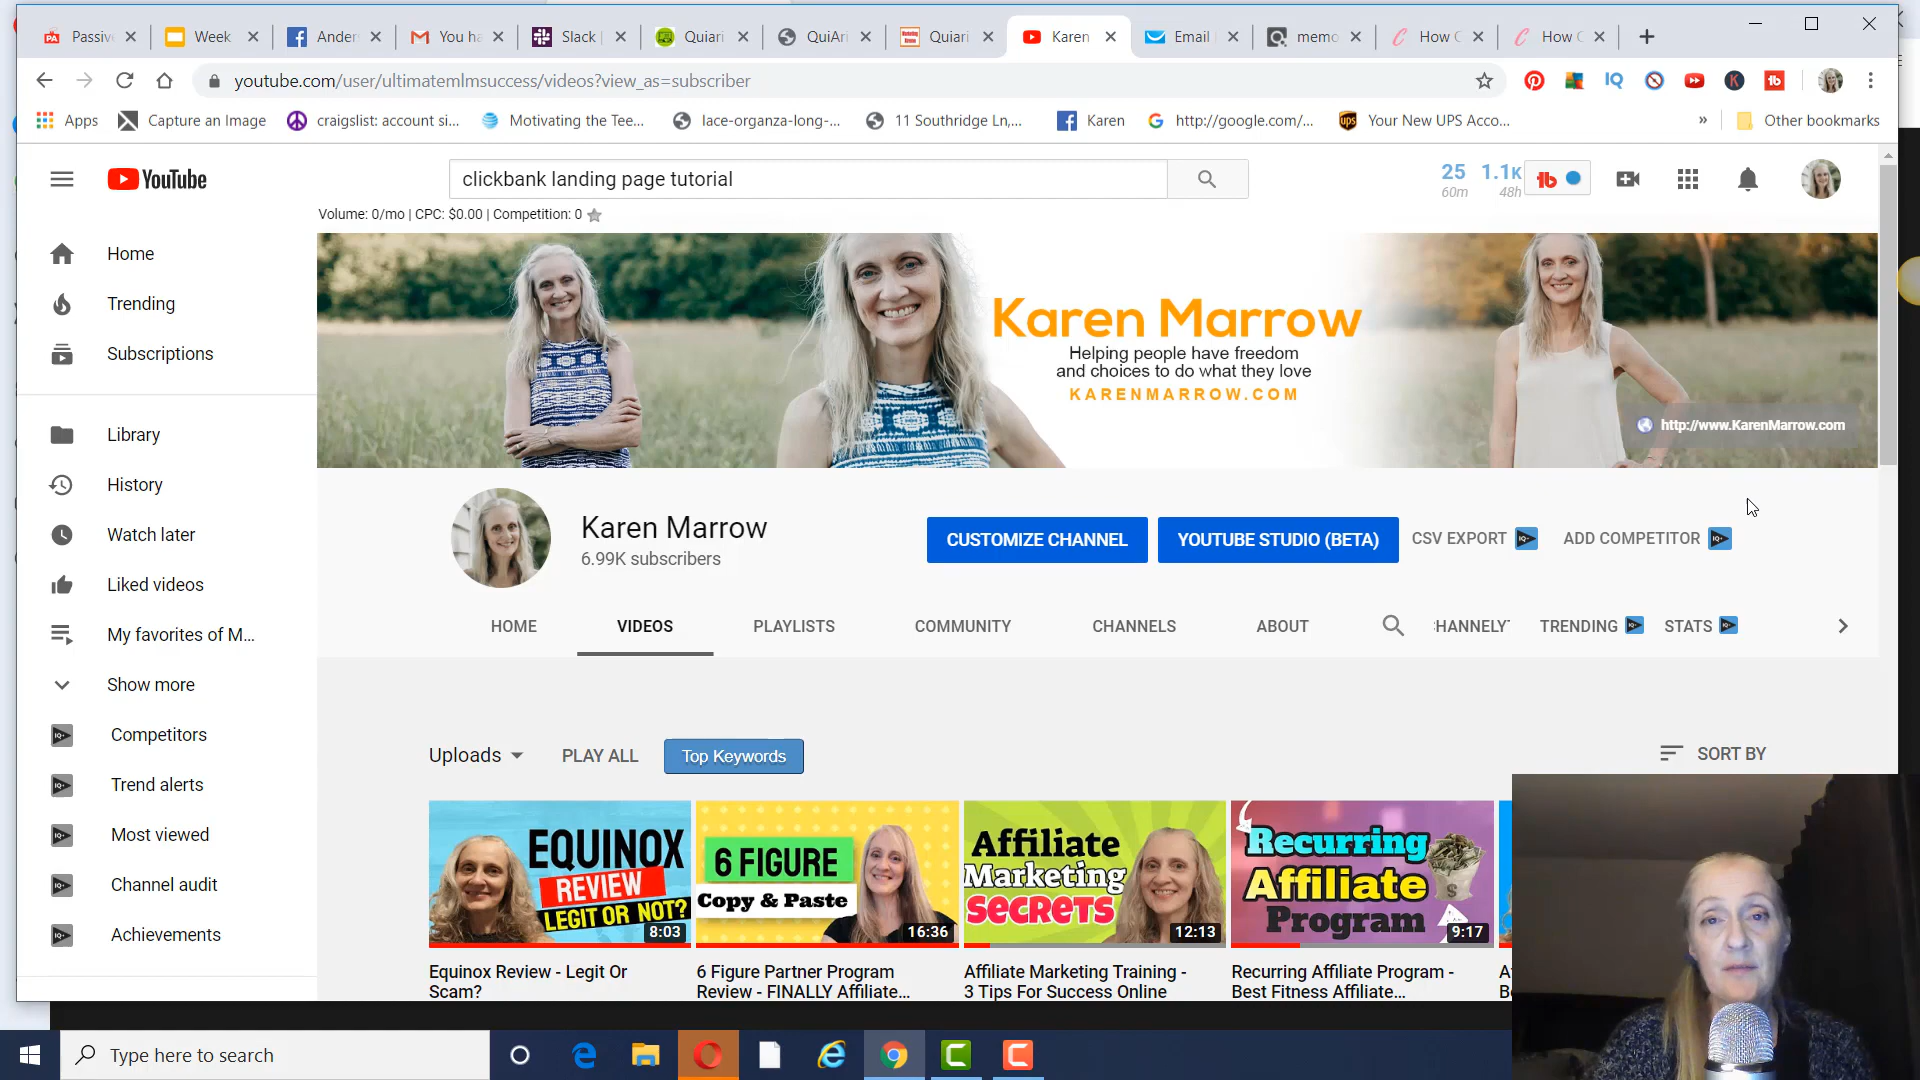 Passiv
Week
Ander
You ha
Slack
Quiari
QuiAri
Quiari
Karen
Email
memo
How C
How C
youtube.com/user/ultimatemlmsuccess/videos?view_as=subscriber
Apps
Capture an Image
craigslist: account si...
Motivating the Tee...
lace-organza-long-...
11 Southridge Ln,...
Karen
http://google.com/...
Your New UPS Acco...
»
Other bookmarks
YouTube
clickbank landing page tutorial
25
60m
1.1K
48h
Volume: 0/mo | CPC: $0.00 | Competition: 0
Home
Trending
Subscriptions
Library
History
Watch later
Liked videos
My favorites of M...
Show more
Competitors
Trend alerts
Most viewed
Channel audit
Achievements
Karen Marrow
Helping people have freedom
and choices to do what they love
KARENMARROW.COM
http://www.KarenMarrow.com
Karen Marrow
6.99K subscribers
CUSTOMIZE CHANNEL
YOUTUBE STUDIO (BETA)
CSV EXPORT
ADD COMPETITOR
HOME
VIDEOS
PLAYLISTS
COMMUNITY
CHANNELS
ABOUT
HANNELY
TRENDING
STATS
Uploads
PLAY ALL
Top Keywords
SORT BY
EQUINOX
REVIEW
LEGIT OR NOT?
8:03
Equinox Review - Legit Or
Scam?
6 FIGURE
Copy & Paste
16:36
6 Figure Partner Program
Review - FINALLY Affiliate...
Affiliate
Marketing
SECRETS
12:13
Affiliate Marketing Training -
3 Tips For Success Online
Recurring
Affiliate
Program
9:17
Recurring Affiliate Program -
Best Fitness Affiliate...
Type here to search